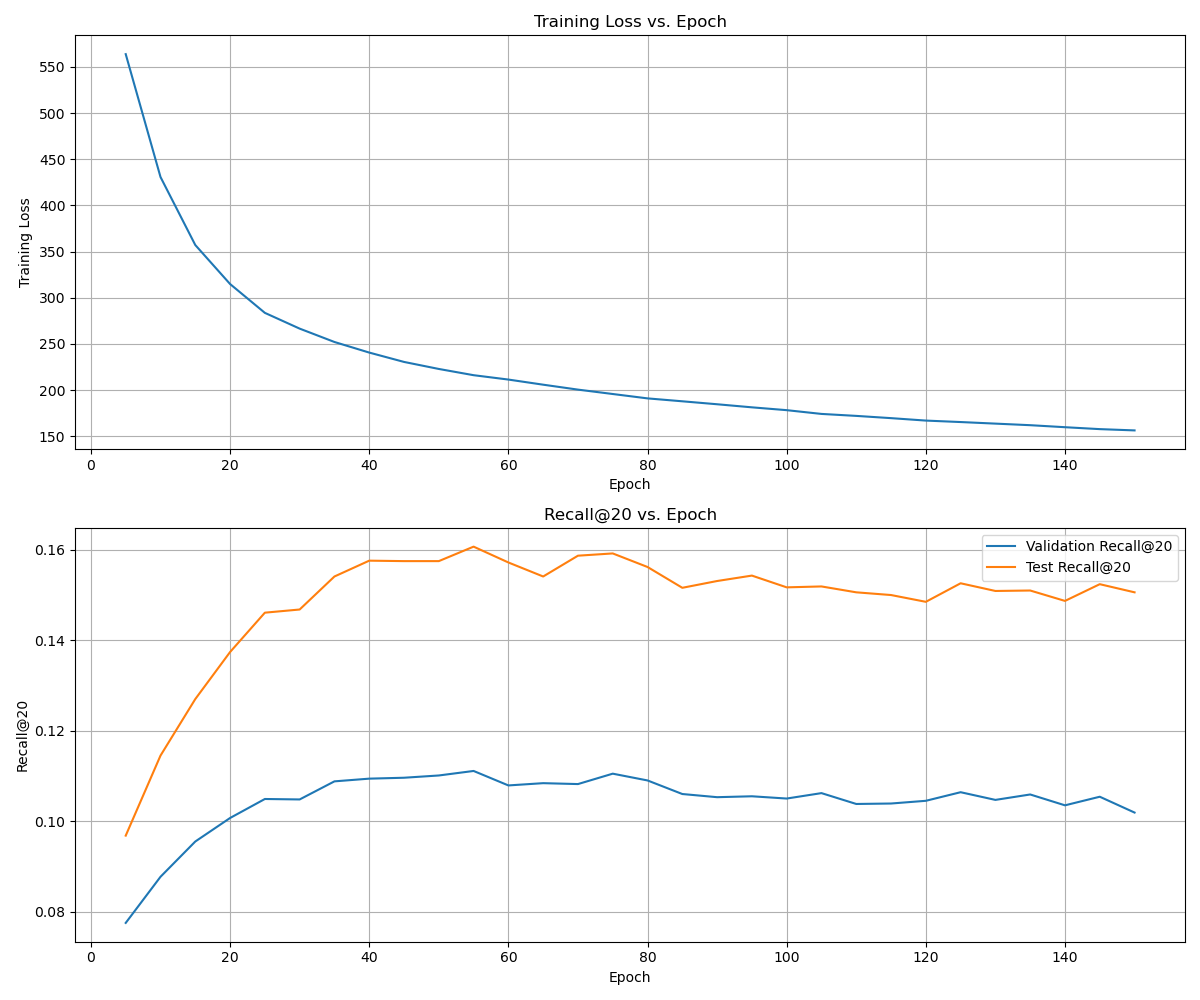 Training Loss vs. Epoch
Training Loss
550
500
450
400
350
300
250
200
150
0 20 40 60 80 100 120 140
Epoch
Recall@20 vs. Epoch
Recall@20
Validation Recall@20
Test Recall@20
0.16
0.14
0.12
0.10
0.08
0 20 40 60 80 100 120 140
Epoch